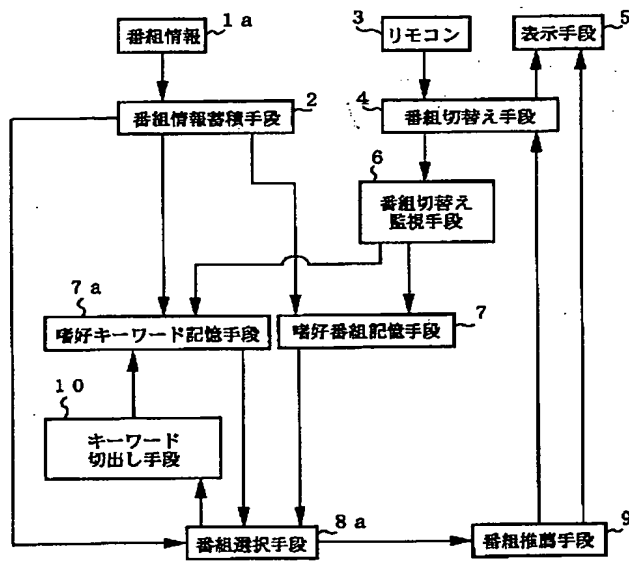 1a
番組情報
3
リモコン
5
表示手段
2
番組情報蓄積手段
4
番組切替え手段
6
番組切替え
監視手段
7a
嗜好キーワード記憶手段
7
嗜好番組記憶手段
10
キーワード
切出し手段
8a
番組選択手段
9
番組推薦手段